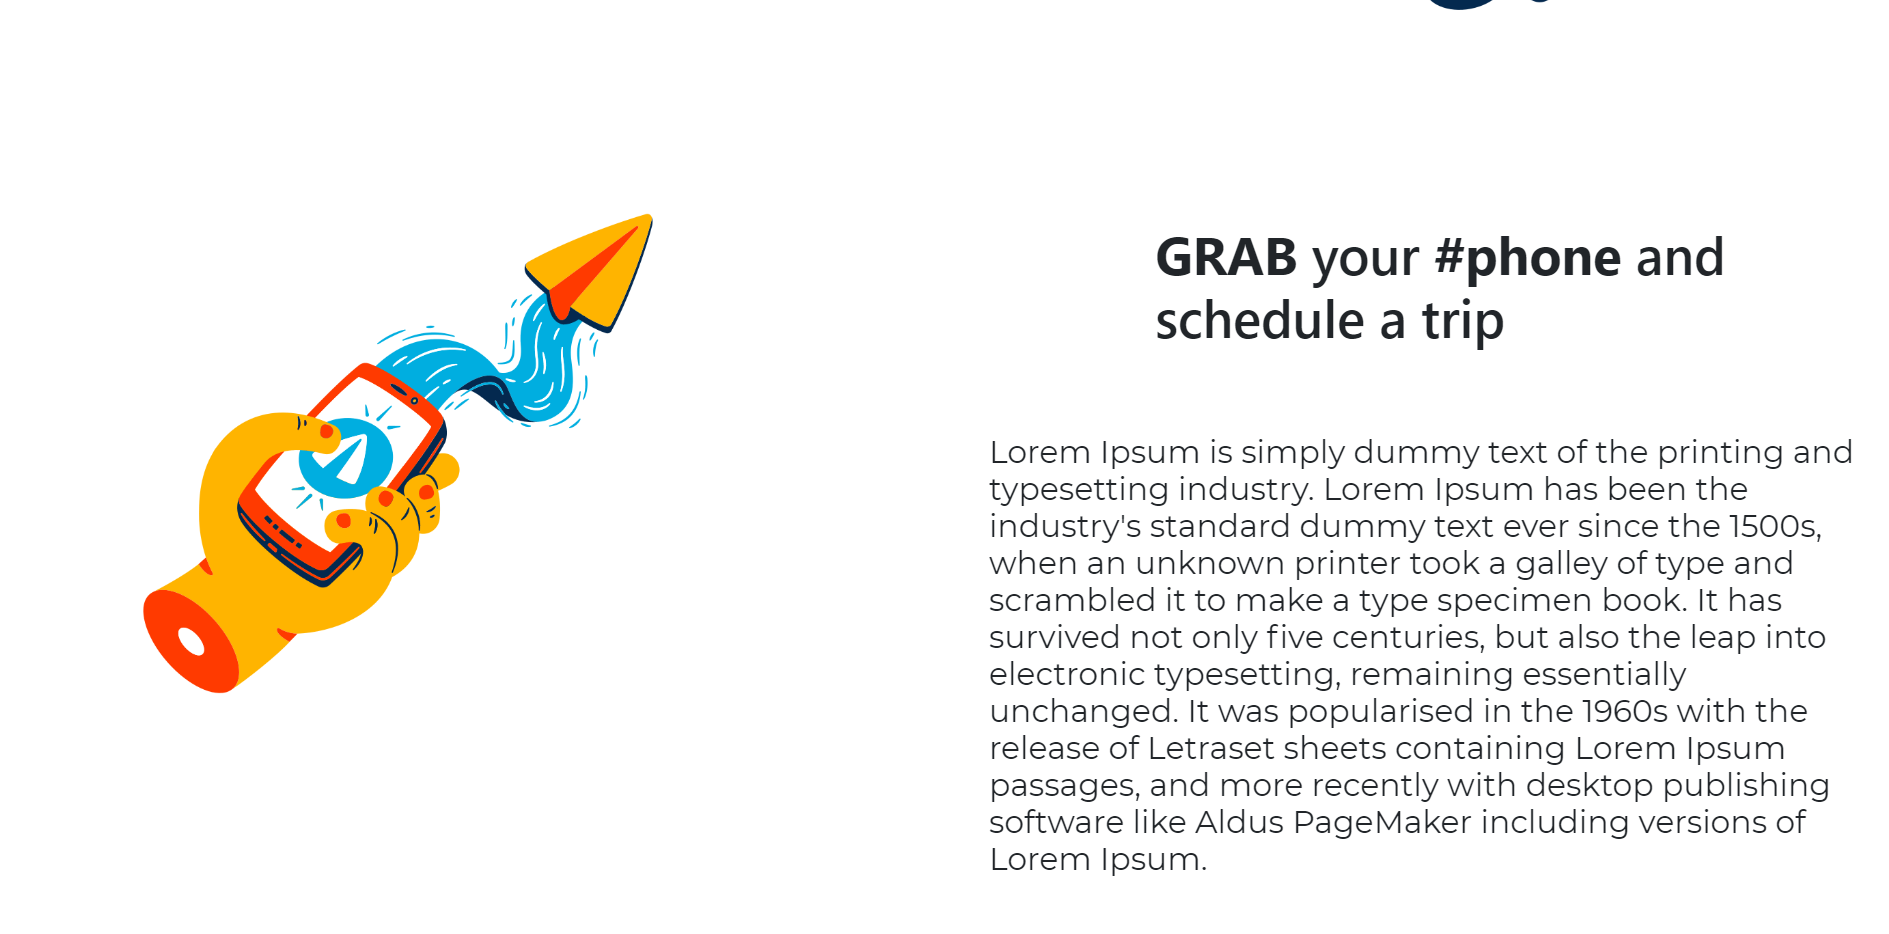 GRAB your #phone and
schedule a trip
Lorem Ipsum is simply dummy text of the printing and
typesetting industry. Lorem Ipsum has been the
industry's standard dummy text ever since the 1500s,
when an unknown printer took a galley of type and
scrambled it to make a type specimen book. It has
survived not only five centuries, but also the leap into
electronic typesetting, remaining essentially
unchanged. It was popularised in the 1960s with the
release of Letraset sheets containing Lorem Ipsum
passages, and more recently with desktop publishing
software like Aldus PageMaker including versions of
Lorem Ipsum.